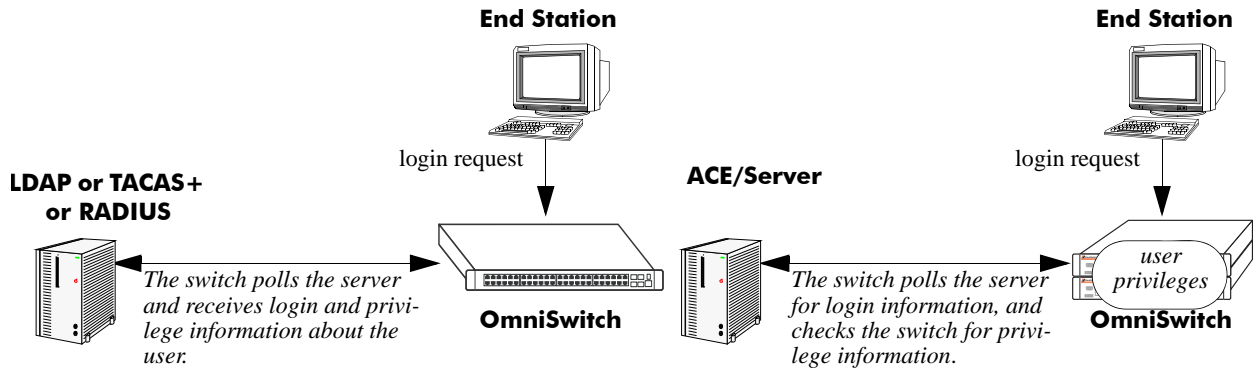 End Station
login request
LDAP or TACAS+
or RADIUS
The switch polls the server
and receives login and privi-
lege information about the
user.
OmniSwitch
End Station
login request
ACE/Server
The switch polls the server
for login information, and
checks the switch for privi-
lege information.
user
privileges
OmniSwitch